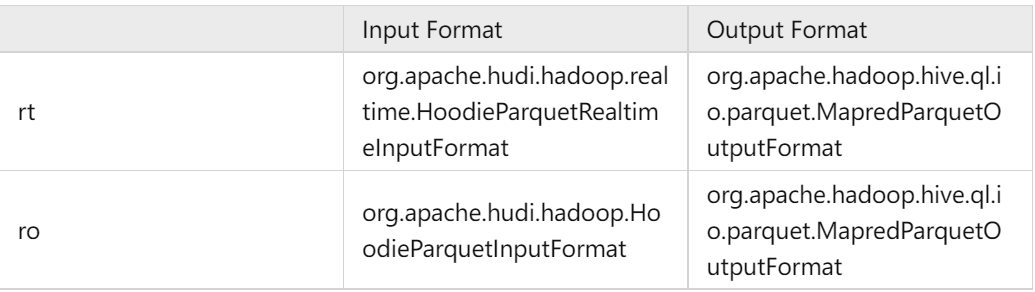 Input Format
Output Format
rt
org.apache.hudi.hadoop.real
time.HoodieParquetRealtim
eInputFormat
org.apache.hadoop.hive.ql.i
o.parquet.MapredParquetO
utputFormat
ro
org.apache.hudi.hadoop.Ho
odieParquetInputFormat
org.apache.hadoop.hive.ql.i
o.parquet.MapredParquetO
utputFormat